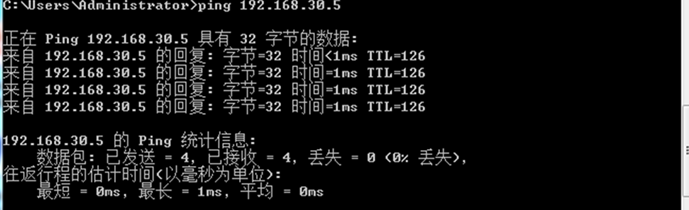 C:\Users\Administrator>ping 192.168.30.5
正在 Ping 192.168.30.5 具有 32 字节的数据:
来自 192.168.30.5 的回复: 字节=32 时间<1ms TTL=126
来自 192.168.30.5 的回复: 字节=32 时间=1ms TTL=126
来自 192.168.30.5 的回复: 字节=32 时间=1ms TTL=126
来自 192.168.30.5 的回复: 字节=32 时间=1ms TTL=126
192.168.30.5 的 Ping 统计信息:
数据包: 已发送 = 4, 已接收 = 4, 丢失 = 0 (0% 丢失),
往返行程的估计时间(以毫秒为单位):
最短 = 0ms, 最长 = 1ms, 平均 = 0ms